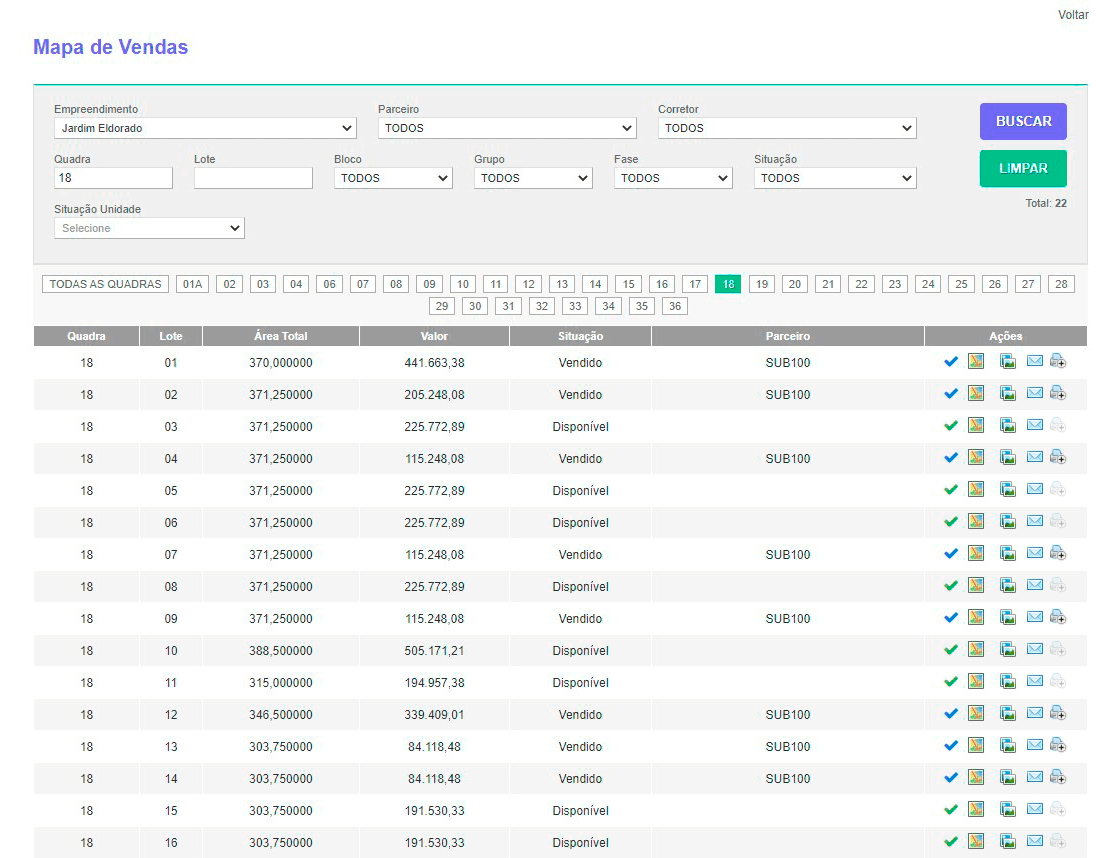 Voltar
Mapa de Vendas
Empreendimento Parceiro Corretor
Jardim Eldorado TODOS TODOS BUSCAR
Quadra Lote Bloco Grupo Fase Situação
18 TODOS TODOS TODOS TODOS LIMPAR
Total: 22
Situação Unidade
Selecione
TODAS AS QUADRAS 01A 02 03 04 06 07 08 09 10 11 12 13 14 15 16 17 18 19 20 21 22 23 24 25 26 27 28
29 30 31 32 33 34 35 36
Quadra Lote Área Total Valor Situação Parceiro Ações
18 01 370,000000 441.663,38 Vendido SUB100
18 02 371,250000 205.248,08 Vendido SUB100
18 03 371,250000 225.772,89 Disponível
18 04 371,250000 115.248,08 Vendido SUB100
18 05 371,250000 225.772,89 Disponível
18 06 371,250000 225.772,89 Disponível
18 07 371,250000 115.248,08 Vendido SUB100
18 08 371,250000 225.772,89 Disponível
18 09 371,250000 115.248,08 Vendido SUB100
18 10 388,500000 505.171,21 Disponível
18 11 315,000000 194.957,38 Disponível
18 12 346,500000 339.409,01 Vendido SUB100
18 13 303,750000 84.118,48 Vendido SUB100
18 14 303,750000 84.118,48 Vendido SUB100
18 15 303,750000 191.530,33 Disponível
18 16 303,750000 191.530,33 Disponível